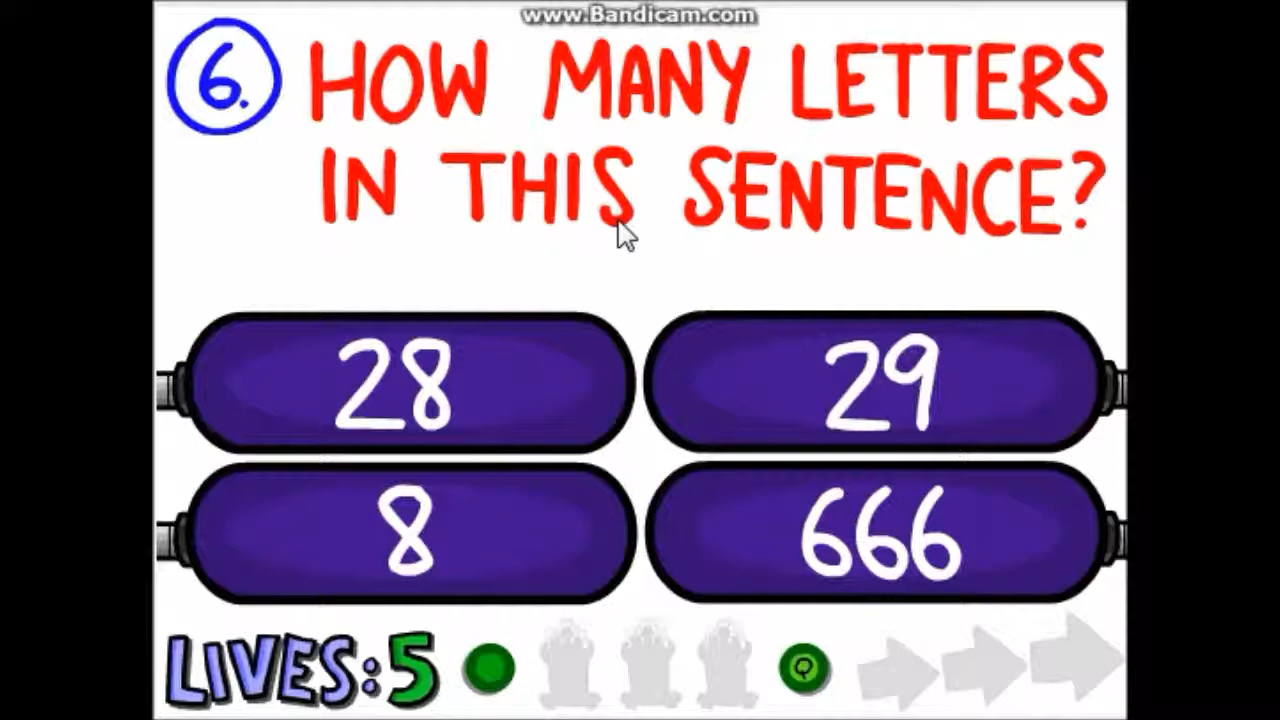 www.Bandicam.com
6. HOW MANY LETTERS
IN THIS SENTENCE?
28
29
8
666
LIVES:5
Q